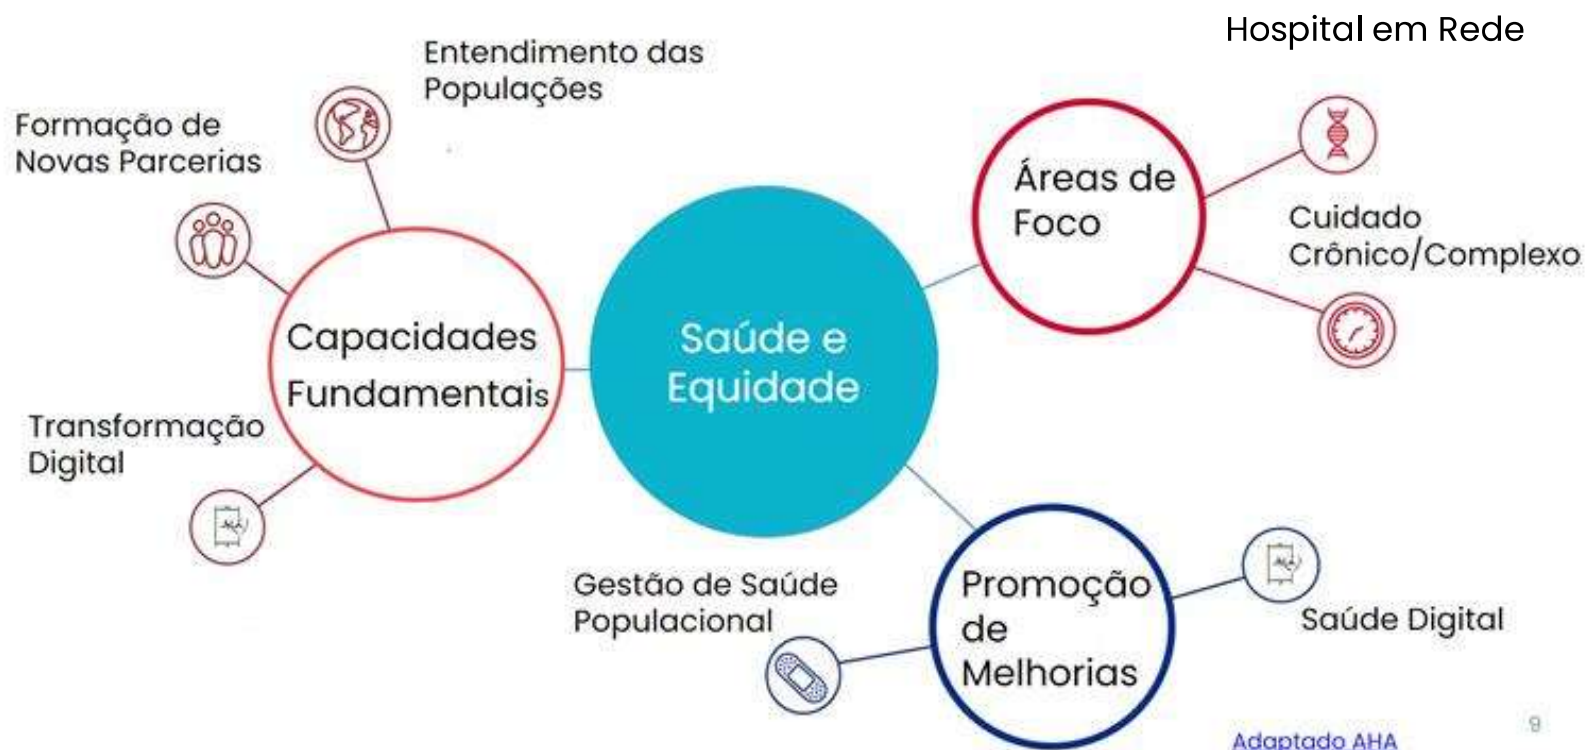 Hospital em Rede
Entendimento das
Populações
Formação de
Novas Parcerias
Áreas de
Foco
Cuidado
Crônico/Complexo
Capacidades
Fundamentais
Saúde e
Equidade
Transformação
Digital
Gestão de Saúde
Populacional
Promoção
de
Melhorias
Saúde Digital
Adaptado AHA
9